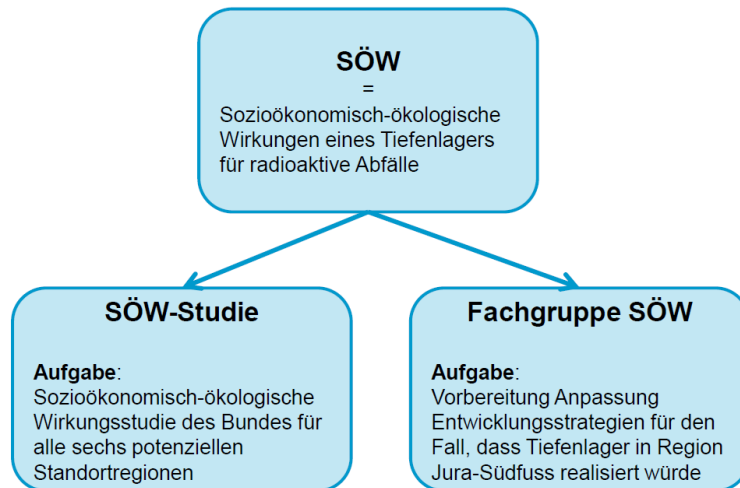 SÖW
=
Sozioökonomisch-ökologische
Wirkungen eines Tiefenlagers
für radioaktive Abfälle
SÖW-Studie
Aufgabe:
Sozioökonomisch-ökologische
Wirkungsstudie des Bundes für
alle sechs potenziellen
Standortregionen
Fachgruppe SÖW
Aufgabe:
Vorbereitung Anpassung
Entwicklungsstrategien für den
Fall, dass Tiefenlager in Region
Jura-Südfuss realisiert würde